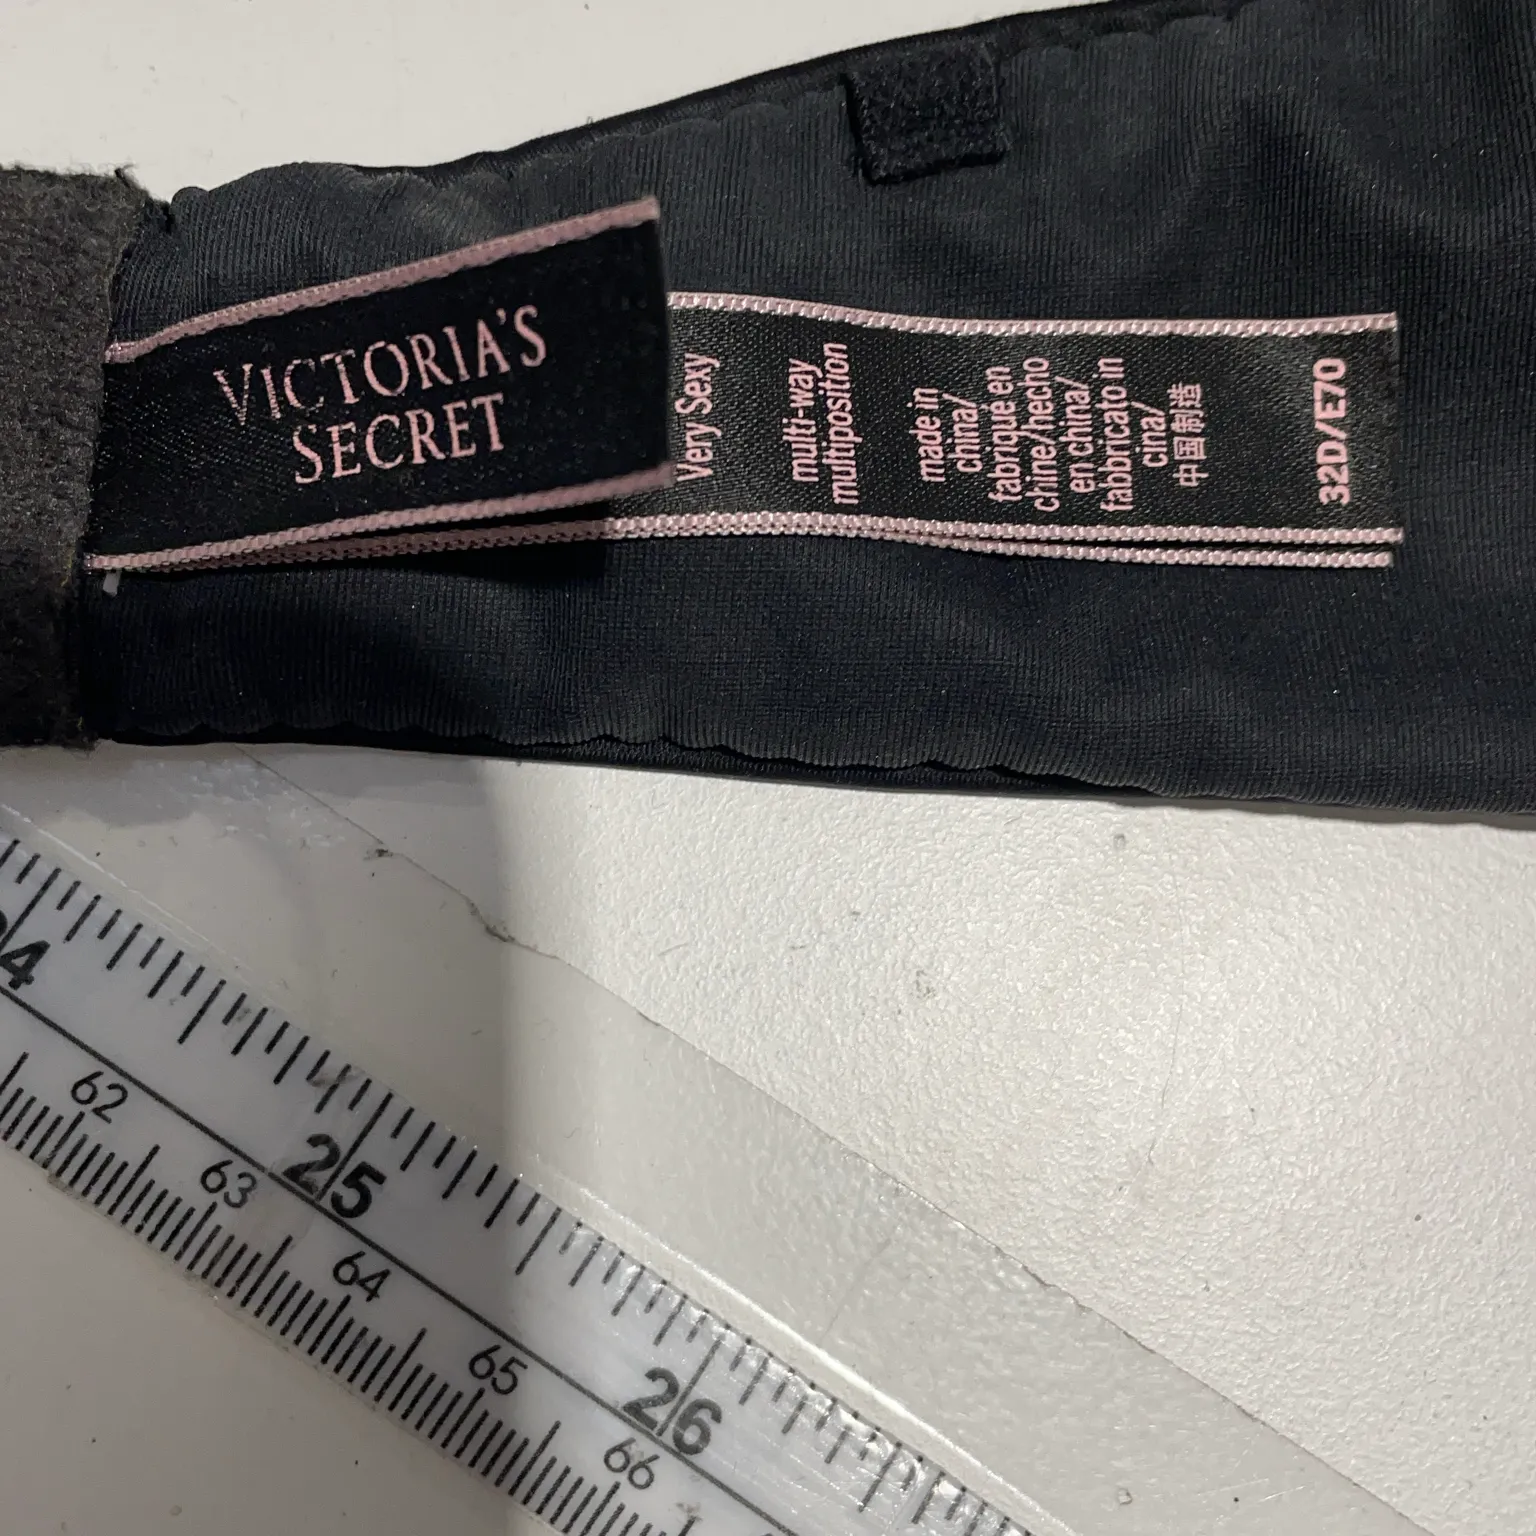 VICTORIA'S
SECRET
Very Sexy
multi-way
multiposition
made in
china/
fabriqué en
chine/hecho
en china/
fabbricato in
cina/
中国制造
32D/E70
4
25
26
62
63
64
65
66